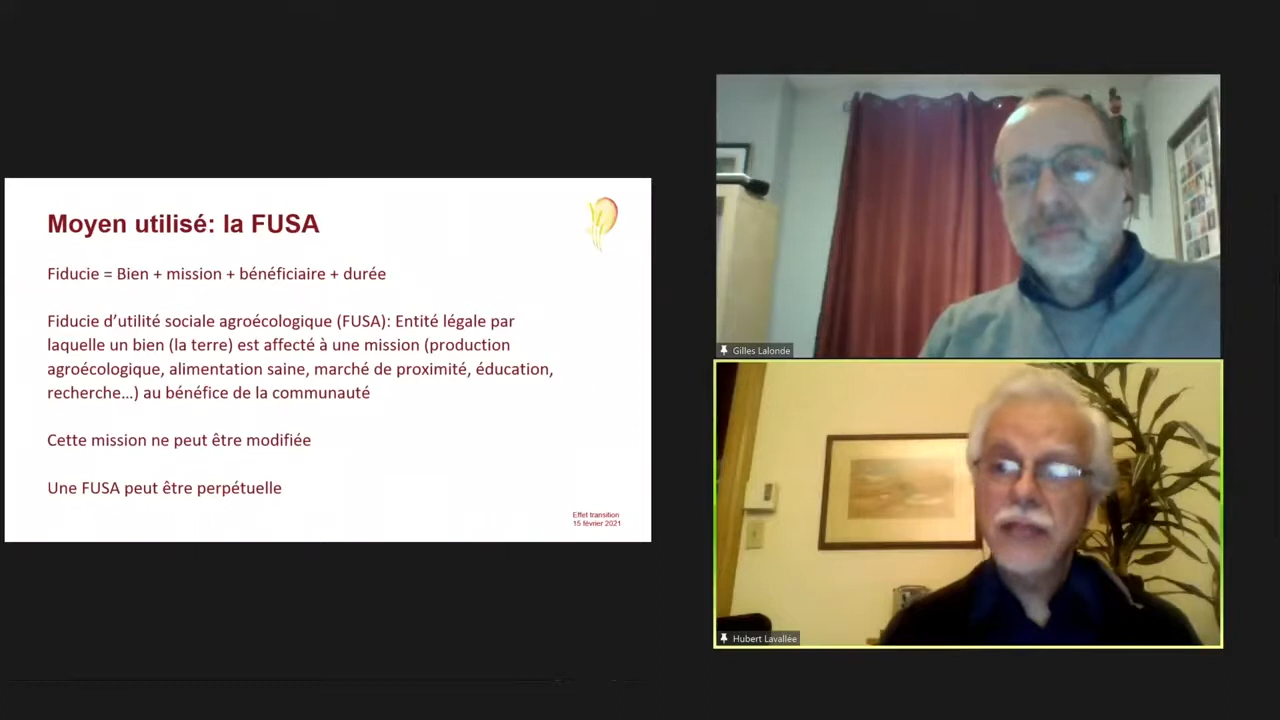 Moyen utilisé: la FUSA
Fiducie = Bien + mission + bénéficiaire + durée
Fiducie d'utilité sociale agroécologique (FUSA): Entité légale par
laquelle un bien (la terre) est affecté à une mission (production
agroécologique, alimentation saine, marché de proximité, éducation,
recherche…) au bénéfice de la communauté
Cette mission ne peut être modifiée
Une FUSA peut être perpétuelle
Effet transition
15 février 2021
Gilles Lalonde
Hubert Lavallée